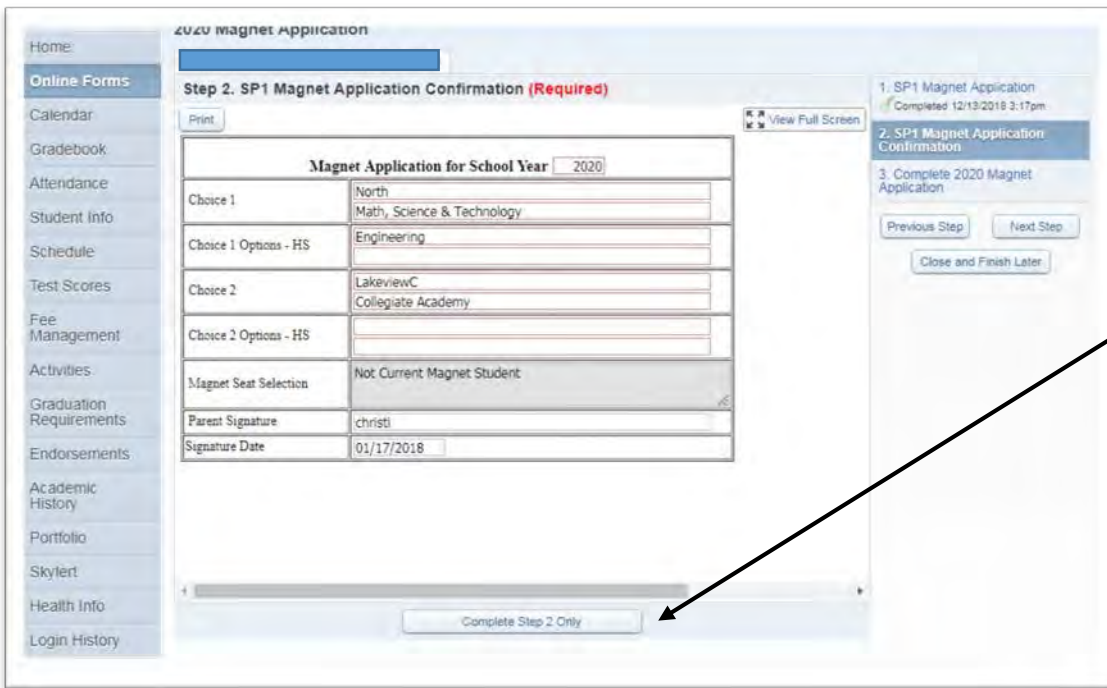 2020 Magnet Application
Home
Online Forms
Calendar
Gradebook
Attendance
Student Info
Schedule
Test Scores
Fee
Management
Activities
Graduation
Requirements
Endorsements
Academic
History
Portfolio
Skylert
Health Info
Login History
Step 2. SP1 Magnet Application Confirmation (Required)
Print
View Full Screen
Magnet Application for School Year 2020
Choice 1
North
Math, Science & Technology
Choice 1 Options - HS
Engineering
Choice 2
LakeviewC
Collegiate Academy
Choice 2 Options - HS
Magnet Seat Selection
Not Current Magnet Student
Parent Signature
christi
Signature Date
01/17/2018
Complete Step 2 Only
1. SP1 Magnet Application
Completed 12/13/2018 3:17pm
2. SP1 Magnet Application
Confirmation
3. Complete 2020 Magnet
Application
Previous Step
Next Step
Close and Finish Later